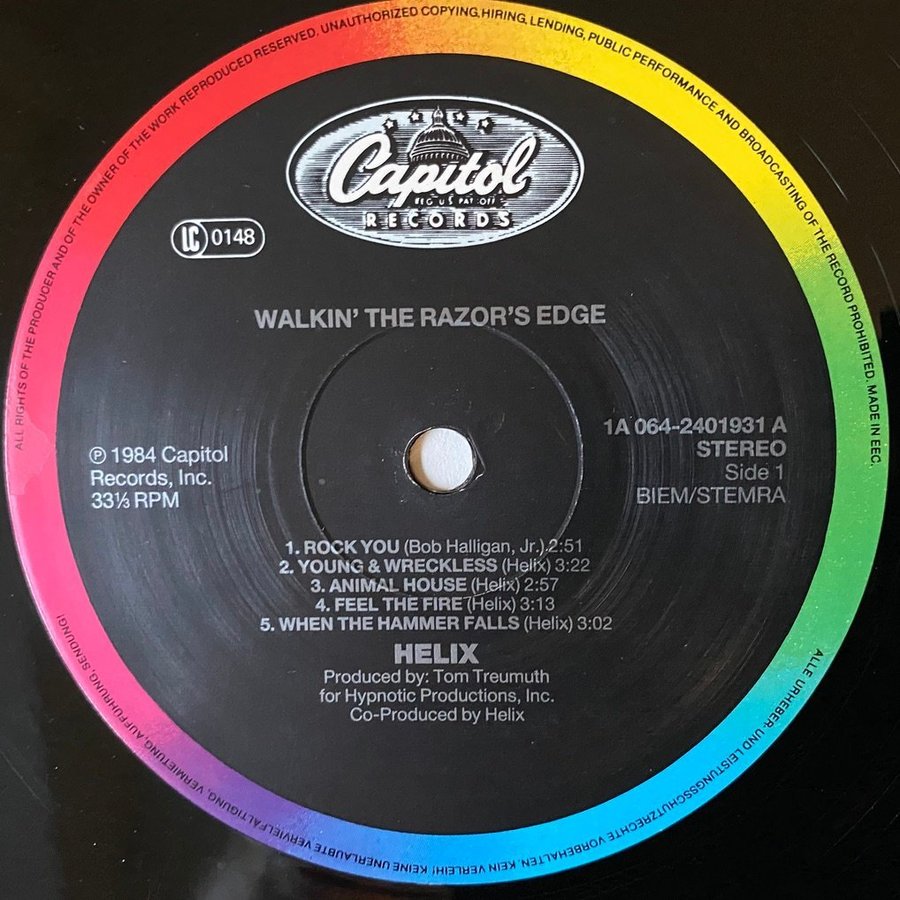 ALL RIGHTS OF THE PRODUCER AND OF THE OWNER OF THE WORK REPRODUCED RESERVED. UNAUTHORIZED COPYING, HIRING, LENDING, PUBLIC PERFORMANCE AND BROADCASTING OF THE RECORD PROHIBITED. MADE IN EEC.
Capitol
REG. U.S. PAT. OFF.
RECORDS
LC 0148
WALKIN' THE RAZOR'S EDGE
℗ 1984 Capitol
Records, Inc.
33⅓ RPM
1A 064-2401931 A
STEREO
Side 1
BIEM/STEMRA
1. ROCK YOU (Bob Halligan, Jr.) 2:51
2. YOUNG & WRECKLESS (Helix) 3:22
3. ANIMAL HOUSE (Helix) 2:57
4. FEEL THE FIRE (Helix) 3:13
5. WHEN THE HAMMER FALLS (Helix) 3:02
HELIX
Produced by: Tom Treumuth
for Hypnotic Productions, Inc.
Co-Produced by Helix
ALLE URHEBER- UND LEISTUNGSSCHUTZRECHTE VORBEHALTEN. KEIN VERLEIH! KEINE UNERLAUBTE VERVIELFÄLTIGUNG, VERMIETUNG, AUFFÜHRUNG, SENDUNG!